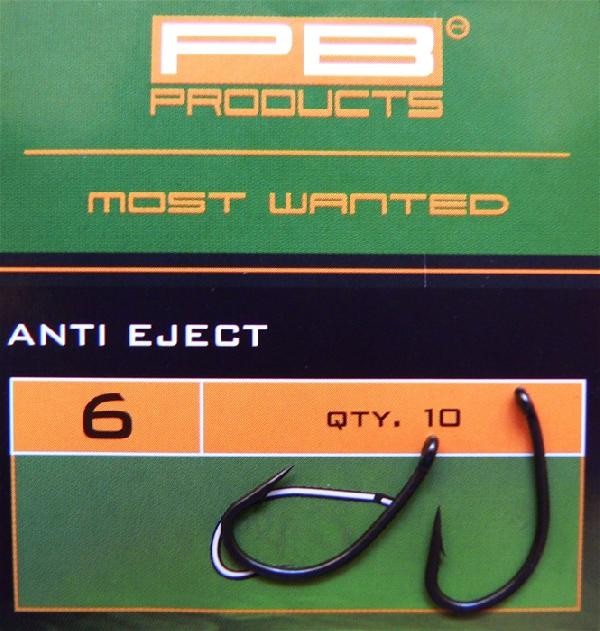 PB®
PRODUCTS
MOST WANTED
ANTI EJECT
6
QTY. 10